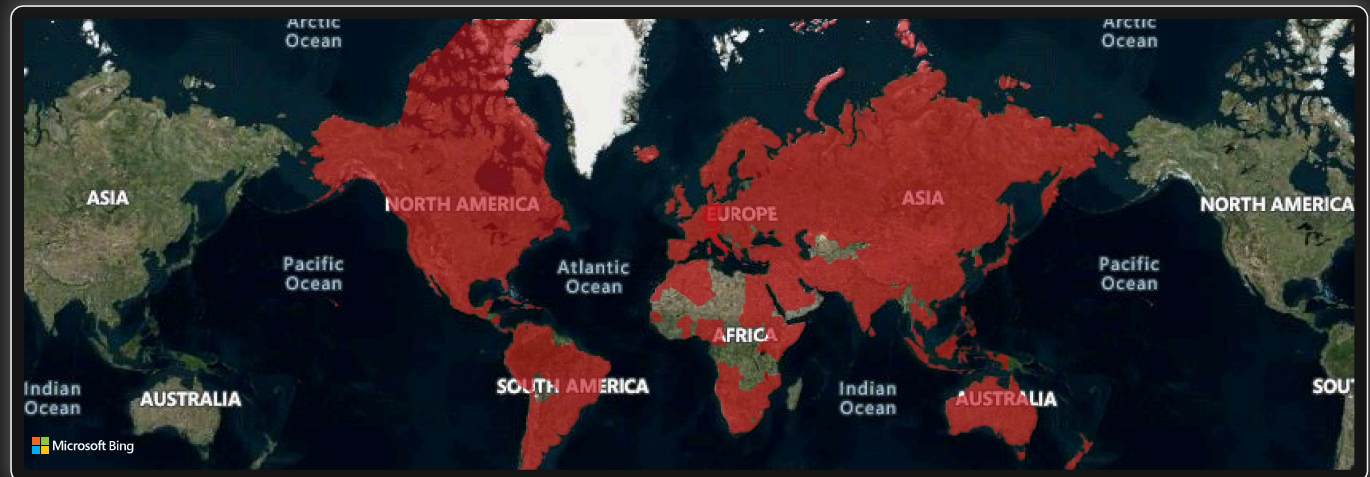 Arctic
Ocean
Arctic
Ocean
ASIA
NORTH AMERICA
EUROPE
ASIA
NORTH AMERICA
Pacific
Ocean
Atlantic
Ocean
Pacific
Ocean
AFRICA
Indian
Ocean
AUSTRALIA
SOUTH AMERICA
Indian
Ocean
AUSTRALIA
SOUT
Microsoft Bing